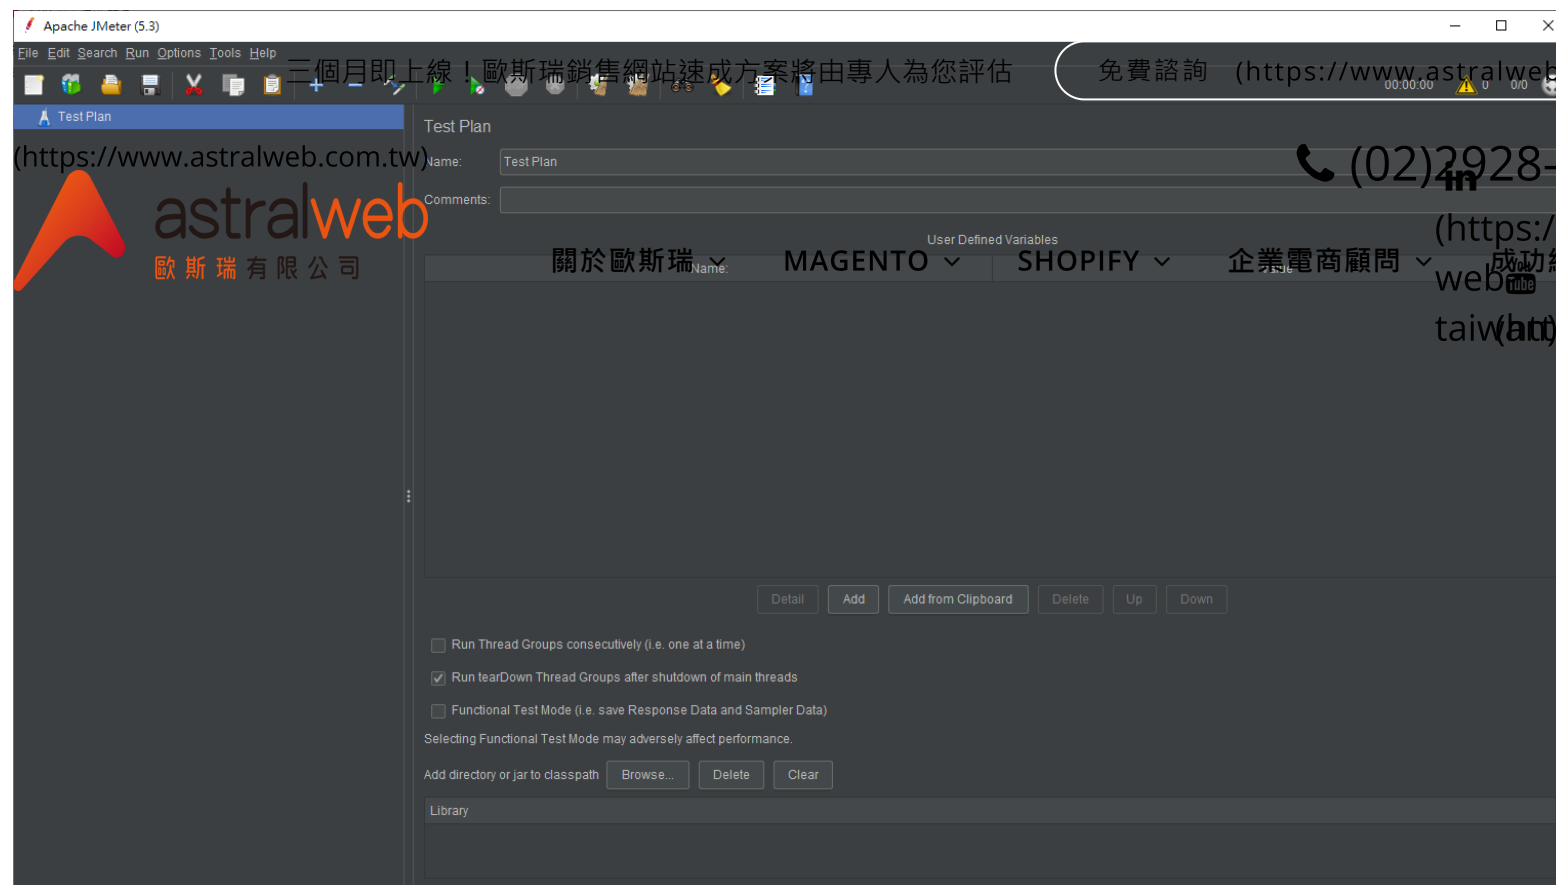 Apache JMeter (5.3)
File Edit Search Run Options Tools Help
三個月即上線！歐斯瑞銷售網站速成方案將由專人為您評估
免費諮詢 (https://www.astralweb
00:00:00 0 0/0
Test Plan
Test Plan
(https://www.astralweb.com.tw)
Name: Test Plan
(02)2928-
in
astralweb
Comments:
(https:/
User Defined Variables
歐斯瑞有限公司
關於歐斯瑞 MAGENTO SHOPIFY 企業電商顧問 成功
Name:
web
You Tube
taiwan)
(htt
Detail Add Add from Clipboard Delete Up Down
Run Thread Groups consecutively (i.e. one at a time)
Run tearDown Thread Groups after shutdown of main threads
Functional Test Mode (i.e. save Response Data and Sampler Data)
Selecting Functional Test Mode may adversely affect performance.
Add directory or jar to classpath Browse... Delete Clear
Library